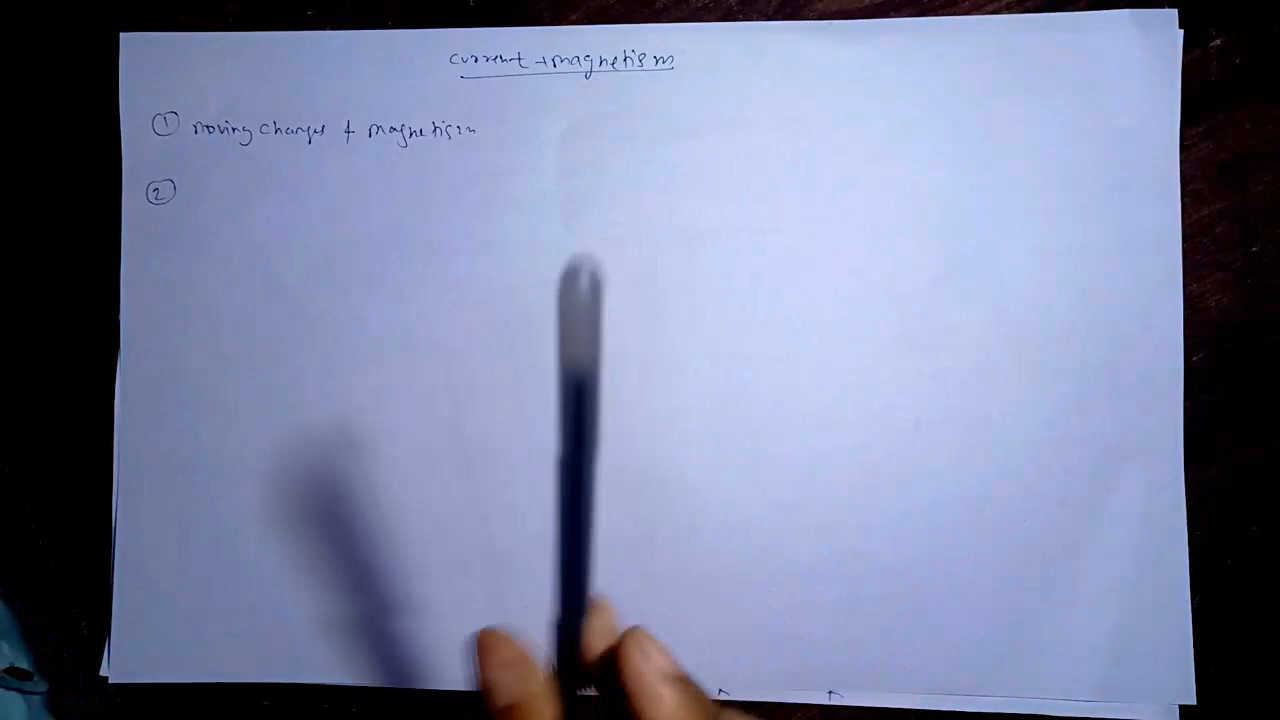 current + magnetism
① moving charges & magnetism
②